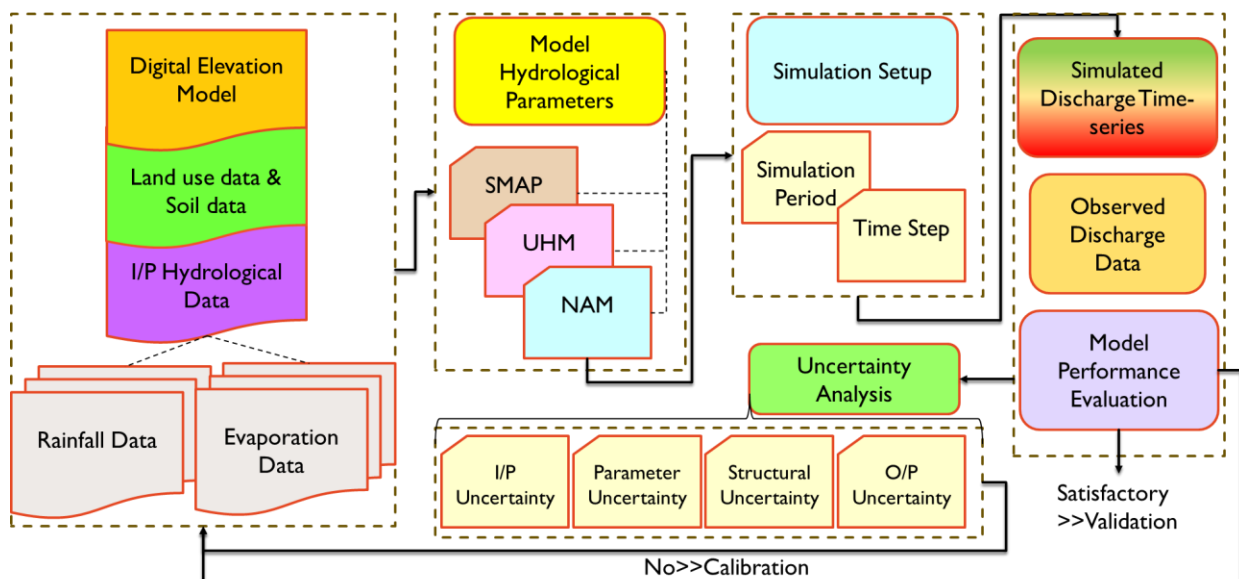 Digital Elevation
Model
Land use data &
Soil data
I/P Hydrological
Data
Rainfall Data
Evaporation
Data
Model
Hydrological
Parameters
SMAP
UHM
NAM
Simulation Setup
Simulation
Period
Time Step
Simulated
Discharge Time-
series
Observed
Discharge
Data
Model
Performance
Evaluation
Uncertainty
Analysis
I/P
Uncertainty
Parameter
Uncertainty
Structural
Uncertainty
O/P
Uncertainty
Satisfactory
>>Validation
No>>Calibration